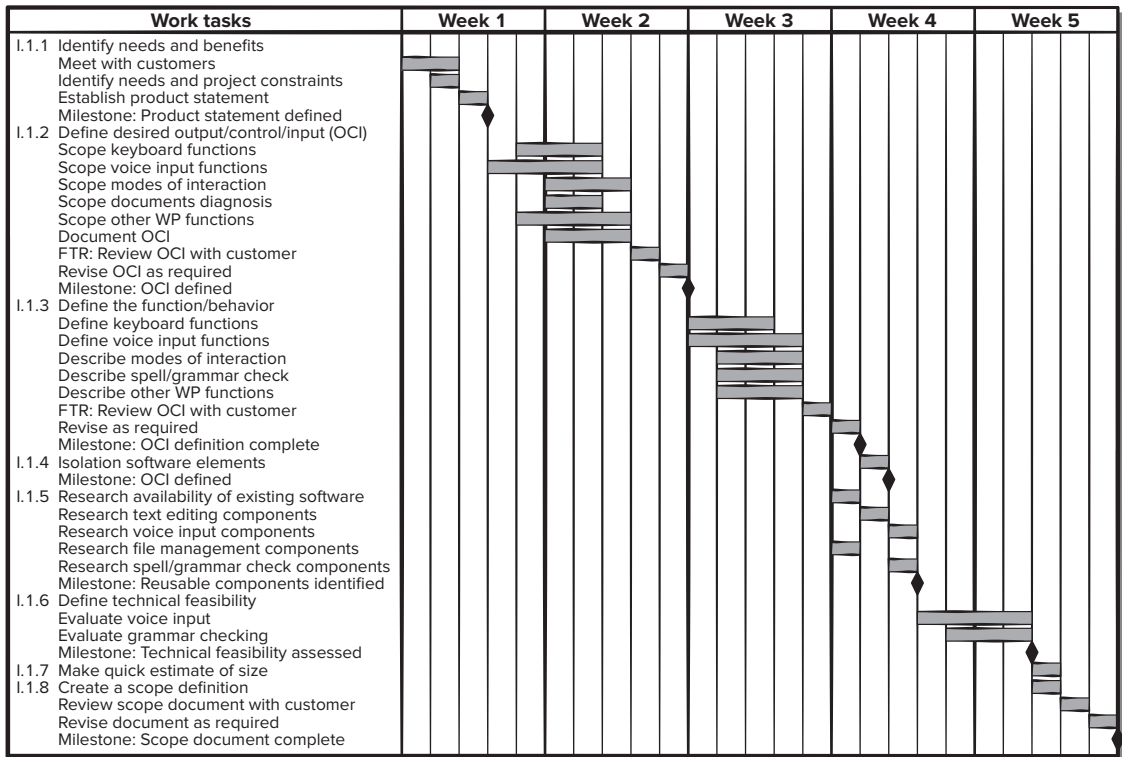 Work tasks Week 1 Week 2 Week 3 Week 4 Week 5
I.1.1 Identify needs and benefits
Meet with customers
Identify needs and project constraints
Establish product statement
Milestone: Product statement defined
I.1.2 Define desired output/control/input (OCI)
Scope keyboard functions
Scope voice input functions
Scope modes of interaction
Scope documents diagnosis
Scope other WP functions
Document OCI
FTR: Review OCI with customer
Revise OCI as required
Milestone: OCI defined
I.1.3 Define the function/behavior
Define keyboard functions
Define voice input functions
Describe modes of interaction
Describe spell/grammar check
Describe other WP functions
FTR: Review OCI with customer
Revise as required
Milestone: OCI definition complete
I.1.4 Isolation software elements
Milestone: OCI defined
I.1.5 Research availability of existing software
Research text editing components
Research voice input components
Research file management components
Research spell/grammar check components
Milestone: Reusable components identified
I.1.6 Define technical feasibility
Evaluate voice input
Evaluate grammar checking
Milestone: Technical feasibility assessed
I.1.7 Make quick estimate of size
I.1.8 Create a scope definition
Review scope document with customer
Revise document as required
Milestone: Scope document complete